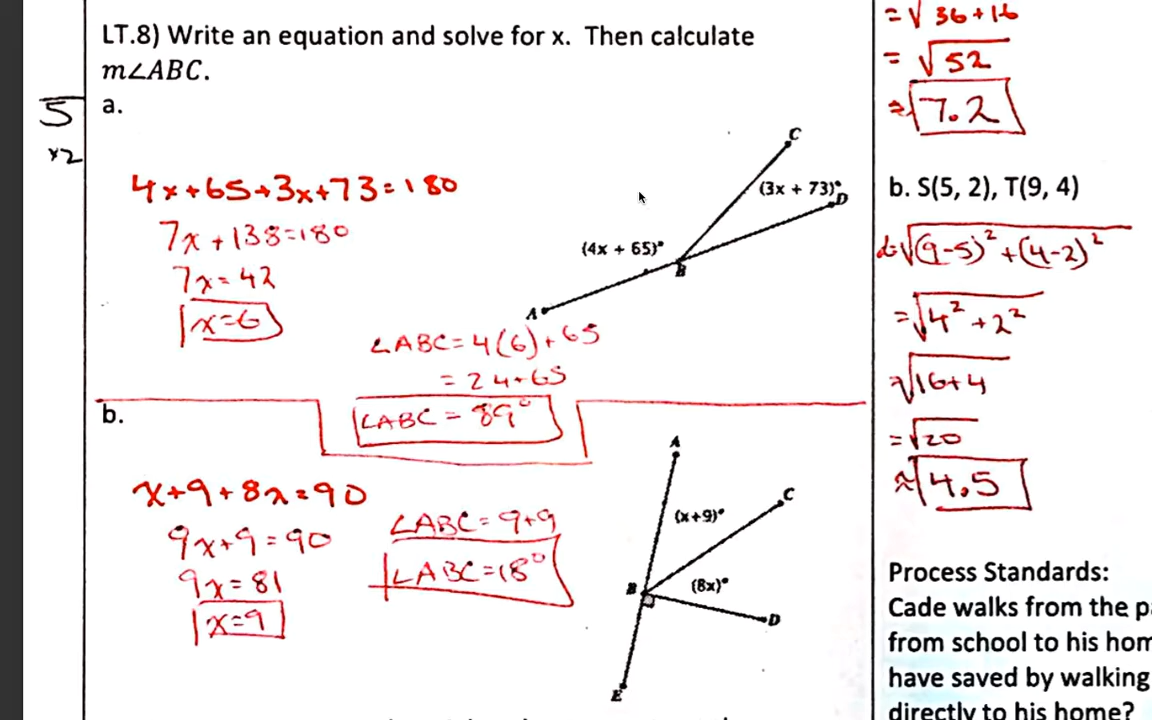 LT.8) Write an equation and solve for x. Then calculate
m∠ABC.
5
x2
a.
4x+65+3x+73=180
7x+138=180
7x=42
x=6
(4x + 65)°
(3x + 73)°
A
B
C
D
∠ABC=4(6)+65
=24+65
∠ABC=89°
b.
x+9+8x=90
9x+9=90
9x=81
x=9
∠ABC=9+9
∠ABC=18°
A
(x+9)°
C
B
(8x)°
D
E
=√36+16
=√52
≈7.2
b. S(5, 2), T(9, 4)
d=√(9-5)²+(4-2)²
=√4²+2²
=√16+4
=√20
≈4.5
Process Standards:
Cade walks from the p
from school to his hom
have saved by walking
directly to his home?